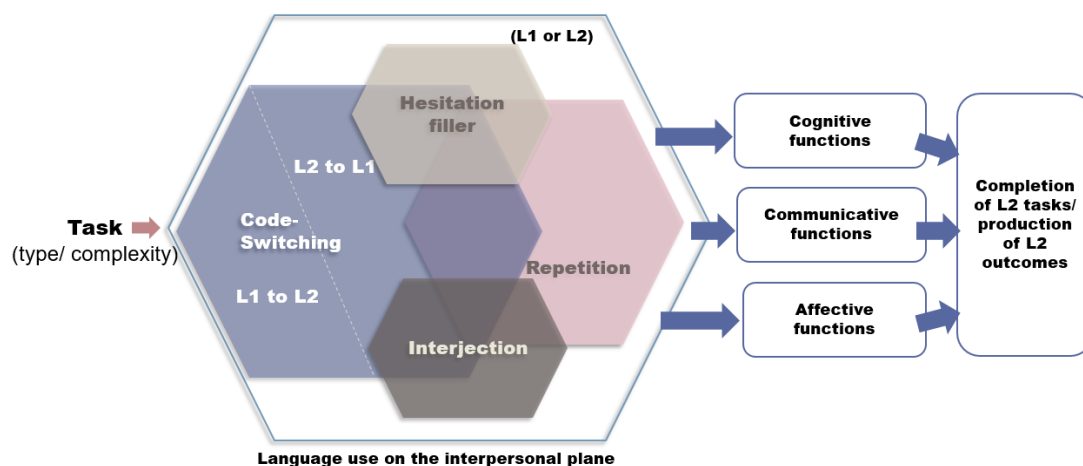 (L1 or L2)
Hesitation
filler
L2 to L1
Code-
Switching
L1 to L2
Repetition
Interjection
Task
(type/ complexity)
Language use on the interpersonal plane
Cognitive
functions
Communicative
functions
Affective
functions
Completion
of L2 tasks/
production
of L2
outcomes